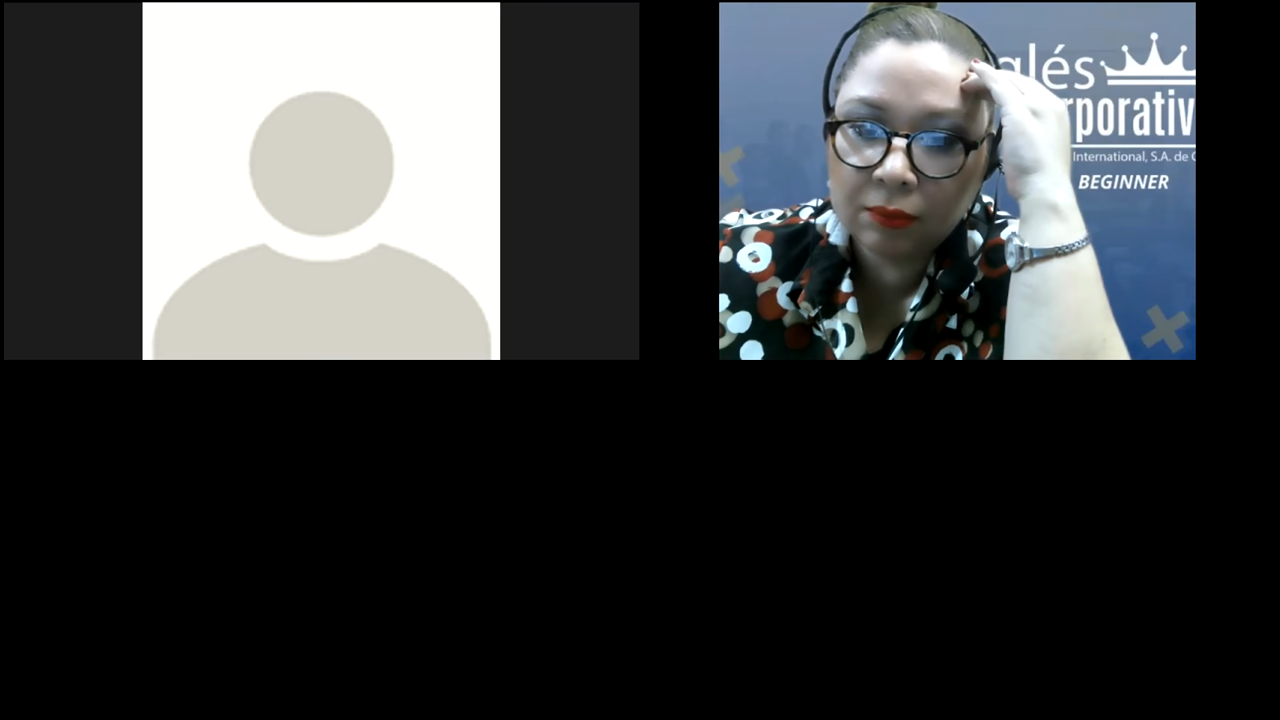 glés
rporativ
International, S.A. de C
BEGINNER